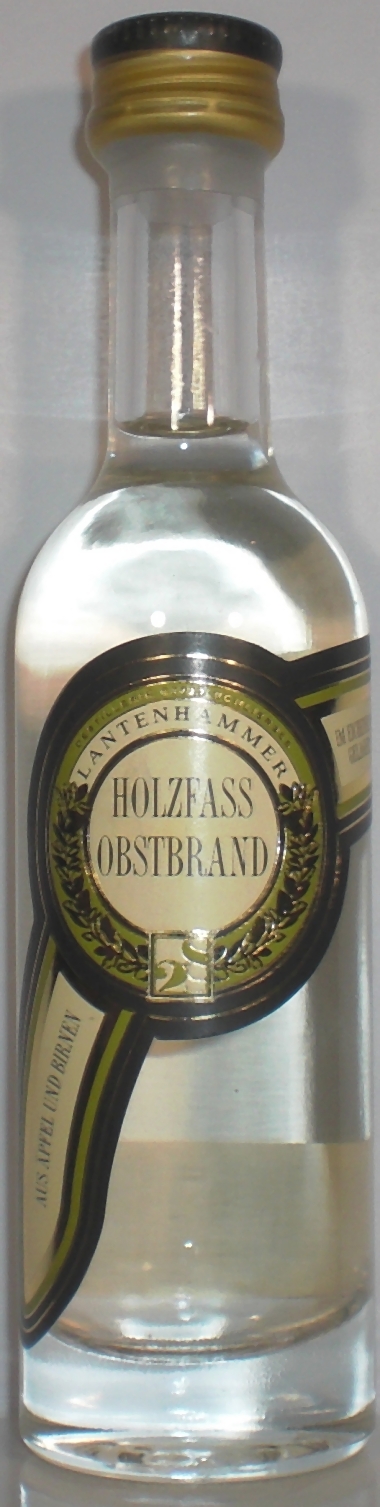 LANTENHAMMER
HOLZFASS
OBSTBRAND
AUS ÄPFEL UND BIRNEN